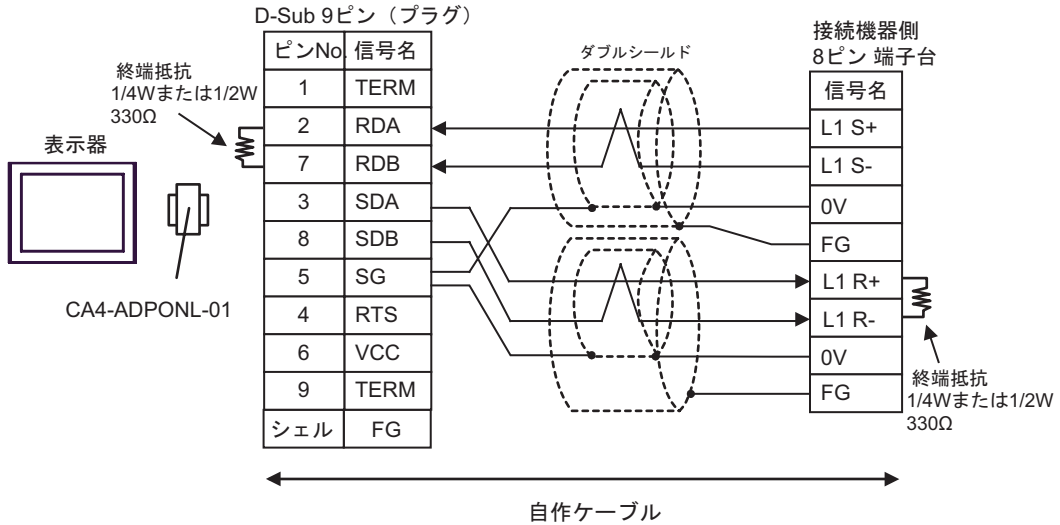 D-Sub 9ピン（プラグ）
ピンNo. 信号名
1 TERM
2 RDA
7 RDB
3 SDA
8 SDB
5 SG
4 RTS
6 VCC
9 TERM
シェル FG
終端抵抗
1/4Wまたは1/2W
330Ω
表示器
CA4-ADPONL-01
ダブルシールド
接続機器側
8ピン 端子台
信号名
L1 S+
L1 S-
0V
FG
L1 R+
L1 R-
0V
FG
終端抵抗
1/4Wまたは1/2W
330Ω
自作ケーブル